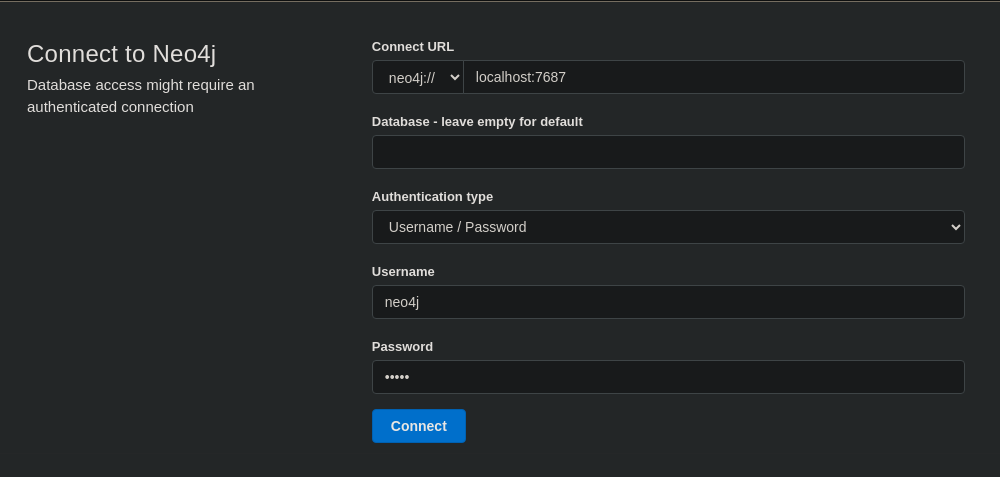 Connect to Neo4j
Database access might require an
authenticated connection
Connect URL
neo4j://
localhost:7687
Database - leave empty for default
Authentication type
Username / Password
Username
neo4j
Password
•••••
Connect